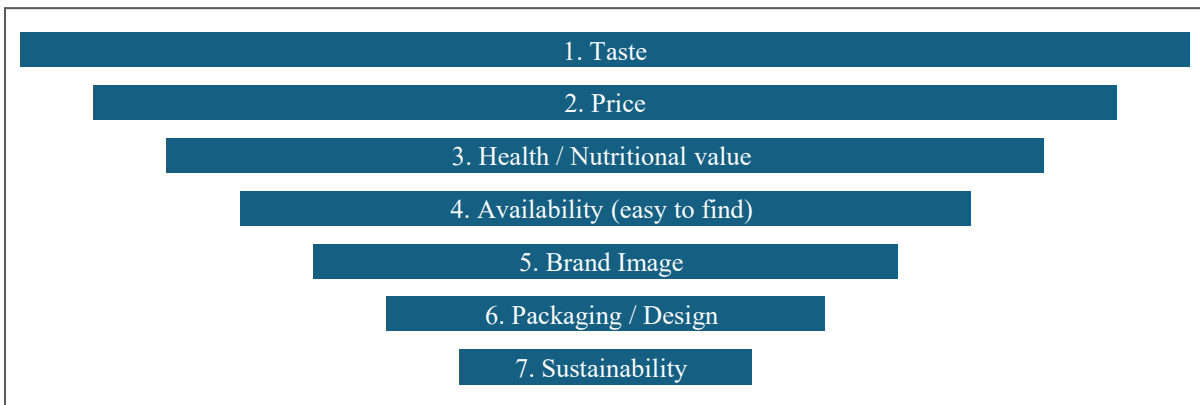 1. Taste
2. Price
3. Health / Nutritional value
4. Availability (easy to find)
5. Brand Image
6. Packaging / Design
7. Sustainability